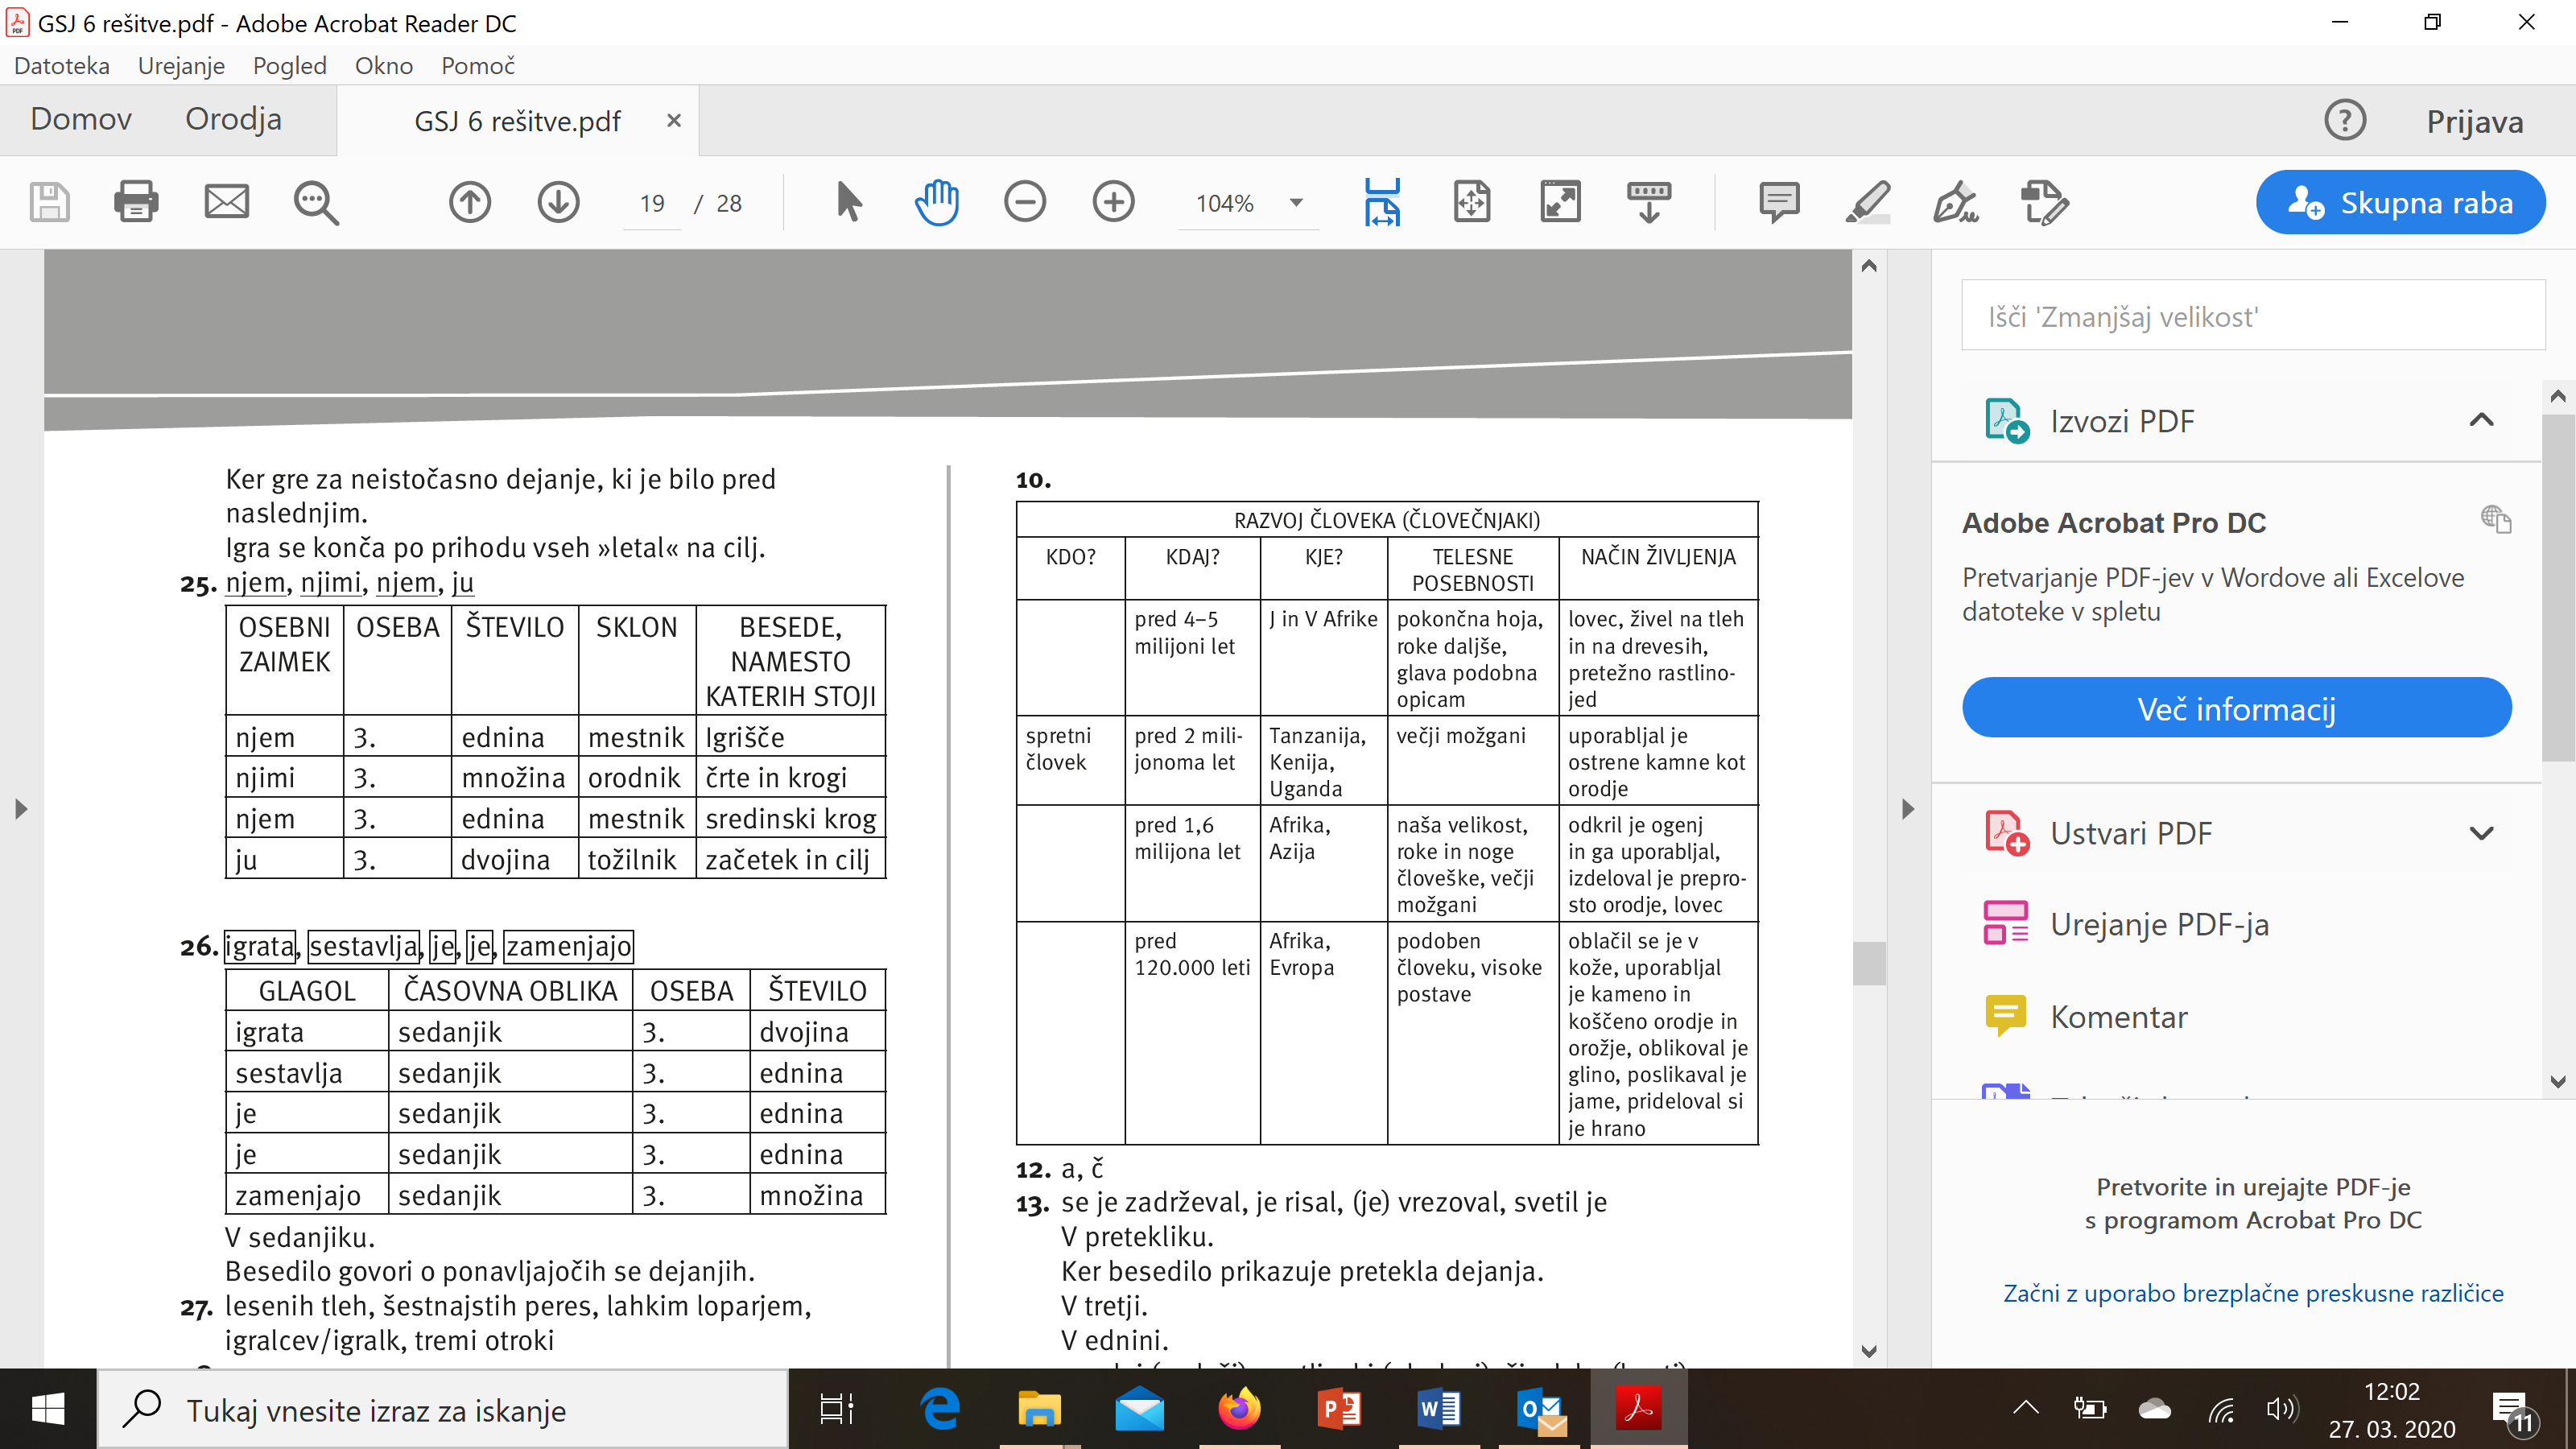 GSJ 6 rešitve.pdf - Adobe Acrobat Reader DC
Datoteka Urejanje Pogled Okno Pomoč
Domov Orodja GSJ 6 rešitve.pdf × ? Prijava
19 / 28 104% Skupna raba
Ker gre za neistočasno dejanje, ki je bilo pred
naslednjim.
Igra se konča po prihodu vseh »letal« na cilj.
25. njem, njimi, njem, ju
OSEBNI ZAIMEK OSEBA ŠTEVILO SKLON BESEDE, NAMESTO KATERIH STOJI
njem 3. ednina mestnik Igrišče
njimi 3. množina orodnik črte in krogi
njem 3. ednina mestnik sredinski krog
ju 3. dvojina tožilnik začetek in cilj
26. igrata, sestavlja, je, je, zamenjajo
GLAGOL ČASOVNA OBLIKA OSEBA ŠTEVILO
igrata sedanjik 3. dvojina
sestavlja sedanjik 3. ednina
je sedanjik 3. ednina
je sedanjik 3. ednina
zamenjajo sedanjik 3. množina
V sedanjiku.
Besedilo govori o ponavljajočih se dejanjih.
27. lesenih tleh, šestnajstih peres, lahkim loparjem,
igralcev/igralk, tremi otroki
10.
RAZVOJ ČLOVEKA (ČLOVEČNJAKI)
KDO? KDAJ? KJE? TELESNE POSEBNOSTI NAČIN ŽIVLJENJA
pred 4–5 J in V Afrike pokončna hoja, lovec, živel na tleh
milijoni let roke daljše, in na drevesih,
glava podobna pretežno rastlino-
opicam jed
spretni pred 2 mili- Tanzanija, večji možgani uporabljal je
človek jonoma let Kenija, ostrene kamne kot
Uganda orodje
pred 1,6 Afrika, naša velikost, odkril je ogenj
milijona let Azija roke in noge in ga uporabljal,
človeške, večji izdeloval je prepro-
možgani sto orodje, lovec
pred Afrika, podoben oblačil se je v
120.000 leti Evropa človeku, visoke kože, uporabljal
postave je kameno in
koščeno orodje in
orožje, oblikoval je
glino, poslikaval je
jame, prideloval si
je hrano
12. a, č
13. se je zadrževal, je risal, (je) vrezoval, svetil je
V pretekliku.
Ker besedilo prikazuje pretekla dejanja.
V tretji.
V ednini.
Išči 'Zmanjšaj velikost'
Izvozi PDF
Adobe Acrobat Pro DC
Pretvarjanje PDF-jev v Wordove ali Excelove
datoteke v spletu
Več informacij
Ustvari PDF
Urejanje PDF-ja
Komentar
Pretvorite in urejajte PDF-je
s programom Acrobat Pro DC
Začni z uporabo brezplačne preskusne različice
Tukaj vnesite izraz za iskanje
12:02
27. 03. 2020
11